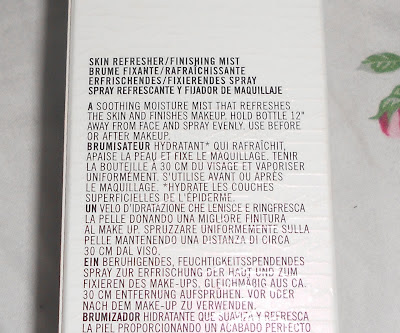 SKIN REFRESHER/FINISHING MIST
BRUME FIXANTE/RAFRAÎCHISSANTE
ERFRISCHENDES/FIXIERENDES SPRAY
SPRAY REFRESCANTE Y FIJADOR DE MAQUILLAJE
A SOOTHING MOISTURE MIST THAT REFRESHES
THE SKIN AND FINISHES MAKEUP. HOLD BOTTLE 12"
AWAY FROM FACE AND SPRAY EVENLY. USE BEFORE
OR AFTER MAKEUP.
BRUMISATEUR HYDRATANT* QUI RAFRAÎCHIT,
APAISE LA PEAU ET FIXE LE MAQUILLAGE. TENIR
LA BOUTEILLE À 30 CM DU VISAGE ET VAPORISER
UNIFORMÉMENT. S'UTILISE AVANT OU APRÈS
LE MAQUILLAGE. *HYDRATE LES COUCHES
SUPERFICIELLES DE L'ÉPIDERME.
UN VELO D'IDRATAZIONE CHE LENISCE E RINGFRESCA
LA PELLE DONANDO UNA MIGLIORE FINITURA
AL MAKE UP. SPRUZZARE UNIFORMEMENTE SULLA
PELLE MANTENENDO UNA DISTANZA DI CIRCA
30 CM DAL VISO.
EIN BERUHIGENDES, FEUCHTIGKEITSSPENDENDES
SPRAY ZUR ERFRISCHUNG DER HAUT UND ZUM
FIXIEREN DES MAKE-UPS. GLEICHMÄßIG AUS CA.
30 CM ENTFERNUNG AUFSPRÜHEN. VOR ODER
NACH DEM MAKE-UP ZU VERWENDEN.
BRUMIZADOR HIDRATANTE QUE SUAVIZA Y REFRESCA
LA PIEL PROPORCIONANDO UN ACABADO PERFECTO